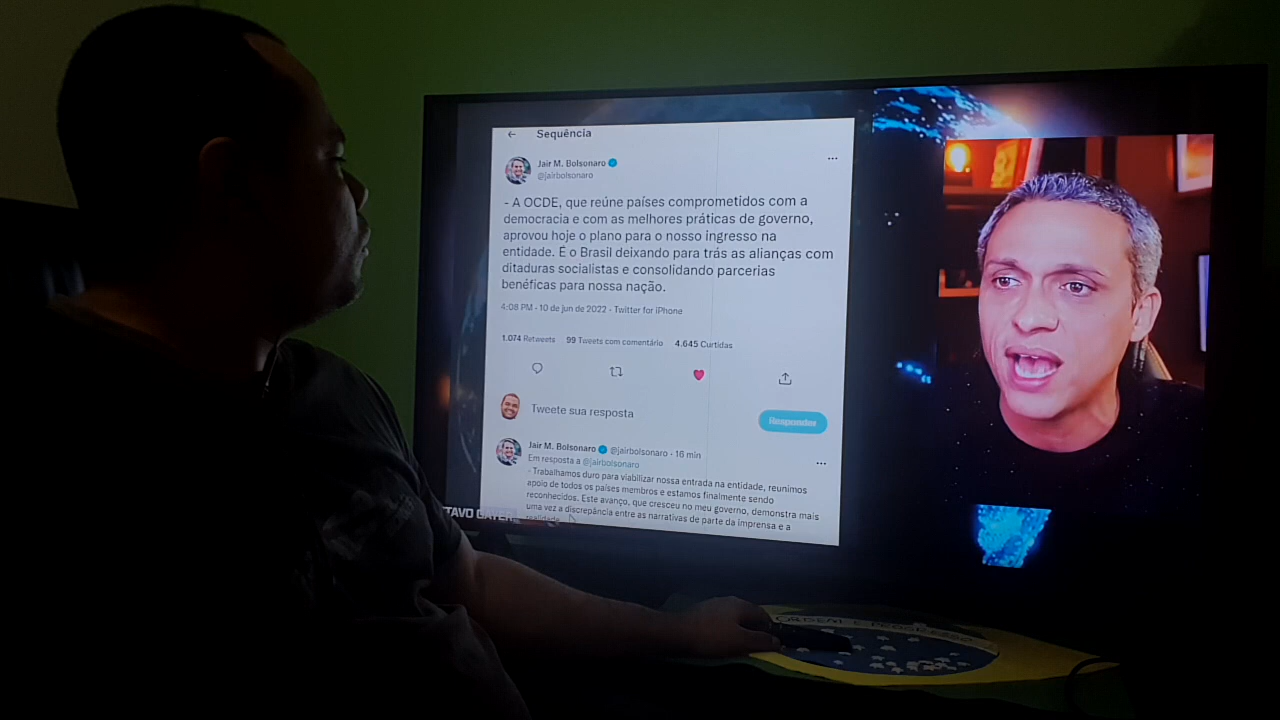 ← Sequência
Jair M. Bolsonaro
@jairbolsonaro
- A OCDE, que reúne países comprometidos com a
democracia e com as melhores práticas de governo,
aprovou hoje o plano para o nosso ingresso na
entidade. É o Brasil deixando para trás as alianças com
ditaduras socialistas e consolidando parcerias
benéficas para nossa nação.
4:08 PM · 10 de jun de 2022 · Twitter for iPhone
1.074 Retweets 99 Tweets com comentário 4.645 Curtidas
Tweete sua resposta
Responder
Jair M. Bolsonaro @jairbolsonaro · 16 min
Em resposta a @jairbolsonaro
- Trabalhamos duro para viabilizar nossa entrada na entidade, reunimos
apoio de todos os países membros e estamos finalmente sendo
reconhecidos. Este avanço, que cresceu no meu governo, demonstra mais
uma vez a discrepância entre as narrativas de parte da imprensa e a
realidade
TAVO GAYER
ORDEM E PROGRESSO